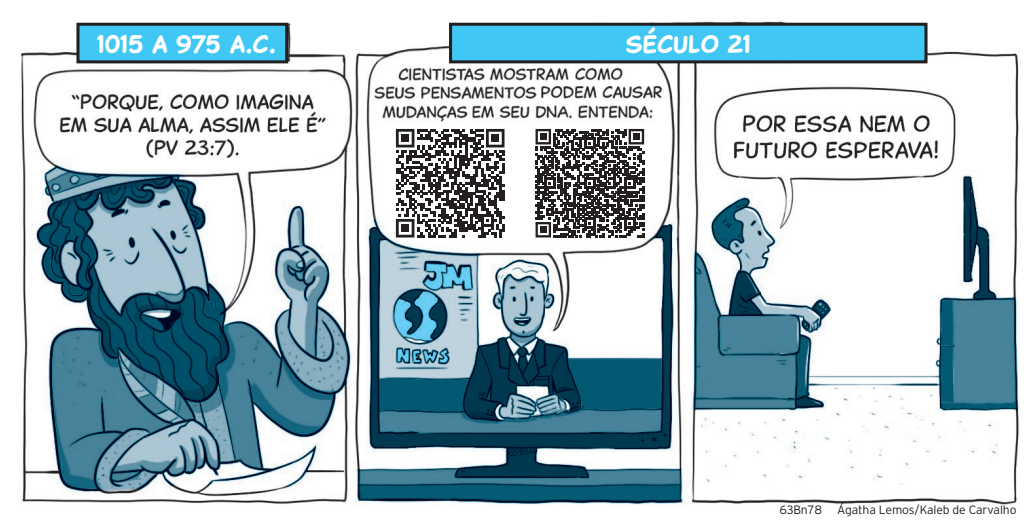 1015 A 975 A.C.
SÉCULO 21
"PORQUE, COMO IMAGINA
EM SUA ALMA, ASSIM ELE É"
(PV 23:7).
CIENTISTAS MOSTRAM COMO
SEUS PENSAMENTOS PODEM CAUSAR
MUDANÇAS EM SEU DNA. ENTENDA:
JM
NEWS
POR ESSA NEM O
FUTURO ESPERAVA!
63Bn78 Ágatha Lemos/Kaleb de Carvalho